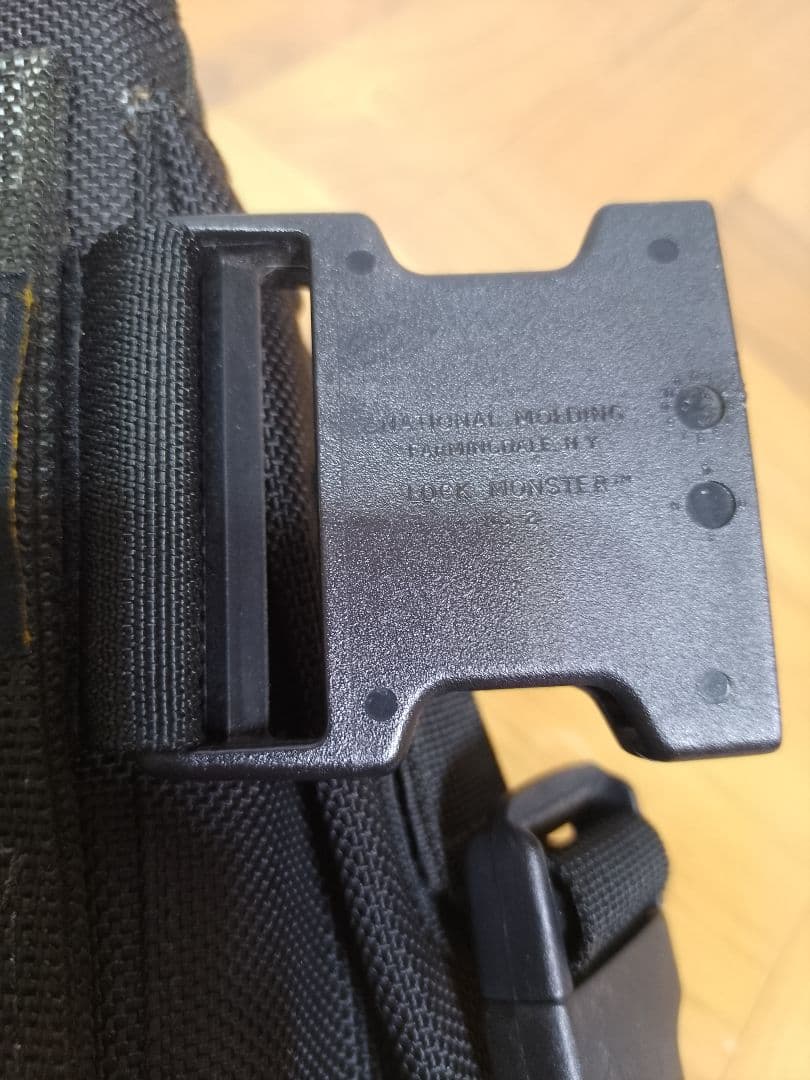 NATIONAL MOLDING
FARMINGDALE, N Y
LOCK MONSTER™